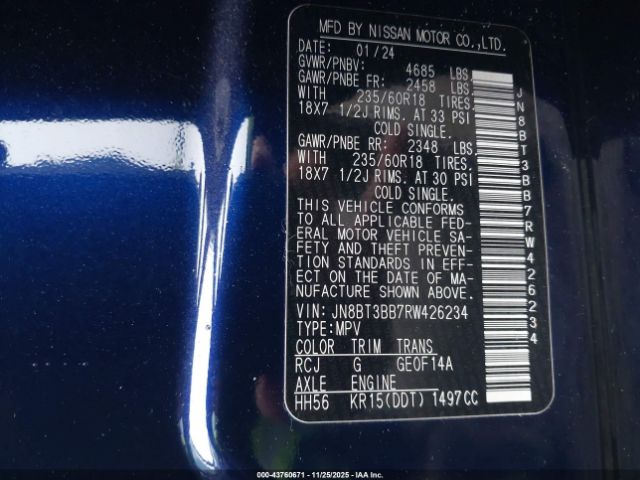 MFD BY NISSAN MOTOR CO.,LTD.
DATE: 01/24
GVWR/PNBV: 4685 LBS
GAWR/PNBE FR: 2458 LBS
WITH 235/60R18 TIRES
18X7 1/2J RIMS. AT 33 PSI
COLD SINGLE.
GAWR/PNBE RR: 2348 LBS
WITH 235/60R18 TIRES,
18X7 1/2J RIMS. AT 30 PSI
COLD SINGLE.
THIS VEHICLE CONFORMS
TO ALL APPLICABLE FED-
ERAL MOTOR VEHICLE SA-
FETY AND THEFT PREVEN-
TION STANDARDS IN EFF-
ECT ON THE DATE OF MA-
NUFACTURE SHOWN ABOVE.
VIN: JN8BT3BB7RW426234
TYPE:MPV
COLOR TRIM TRANS
RCJ G GE0F14A
AXLE ENGINE
HH56 KR15(DDT) 1497CC
JN8BT3BB7RW426234
000-43760671 - 11/25/2025 - IAA Inc.